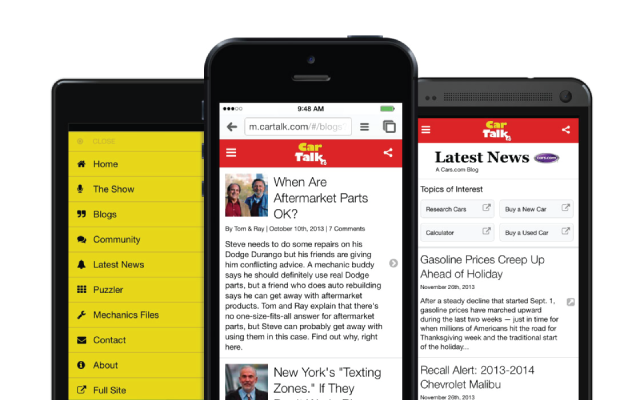 CLOSE
Home
The Show
Blogs
Community
Latest News
Puzzler
Mechanics Files
Contact
About
Full Site
9:48 AM
m.cartalk.com/#/blogs
Car
Talk
When Are
Aftermarket Parts
OK?
By Tom & Ray | October 10th, 2013 | 7 Comments
Steve needs to do some repairs on his
Dodge Durango but his friends are giving
him conflicting advice. A mechanic buddy
says he should definitely use real Dodge
parts, but a friend who does auto rebuilding
says he can get away with aftermarket
products. Tom and Ray explain that there's
no one-size-fits-all answer for aftermarket
parts, but Steve can probably get away with
using them in this case. Find out why, right
here.
New York's "Texting
Zones." If They
Car
Talk
Latest News
cars.com
A Cars.com Blog
Topics of Interest
Research Cars
Buy a New Car
Calculator
Buy a Used Car
Gasoline Prices Creep Up
Ahead of Holiday
November 26th, 2013
After a steady decline that started Sept. 1,
gasoline prices have marched upward
during the last two weeks — just in time for
when millions of Americans hit the road for
Thanksgiving week and the traditional start
of the holiday...
Recall Alert: 2013-2014
Chevrolet Malibu
November 26th, 2013